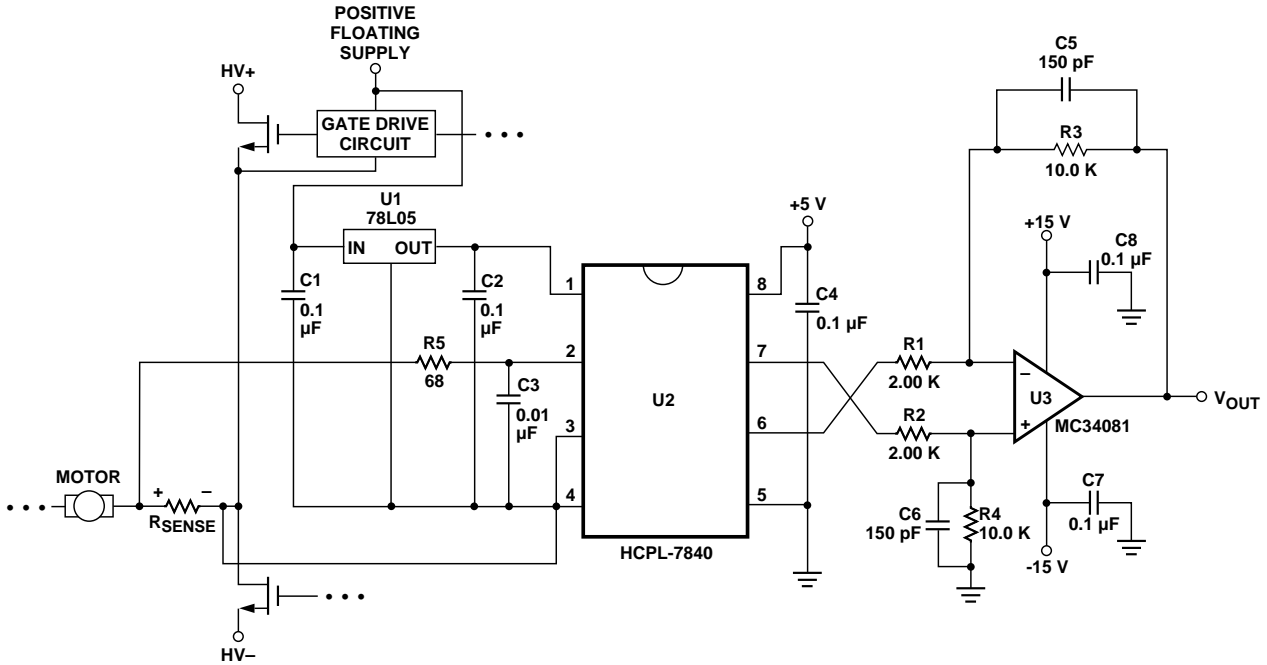 POSITIVE
FLOATING
SUPPLY
HV+
GATE DRIVE
CIRCUIT
U1
78L05
IN OUT
C1
0.1
µF
C2
0.1
µF
R5
68
C3
0.01
µF
MOTOR
+ –
RSENSE
HV–
1
2
3
4
U2
8
7
6
5
HCPL-7840
+5 V
C4
0.1 µF
R1
2.00 K
R2
2.00 K
C5
150 pF
R3
10.0 K
+15 V
C8
0.1 µF
–
U3
+
MC34081
VOUT
C6
150 pF
R4
10.0 K
C7
0.1 µF
-15 V